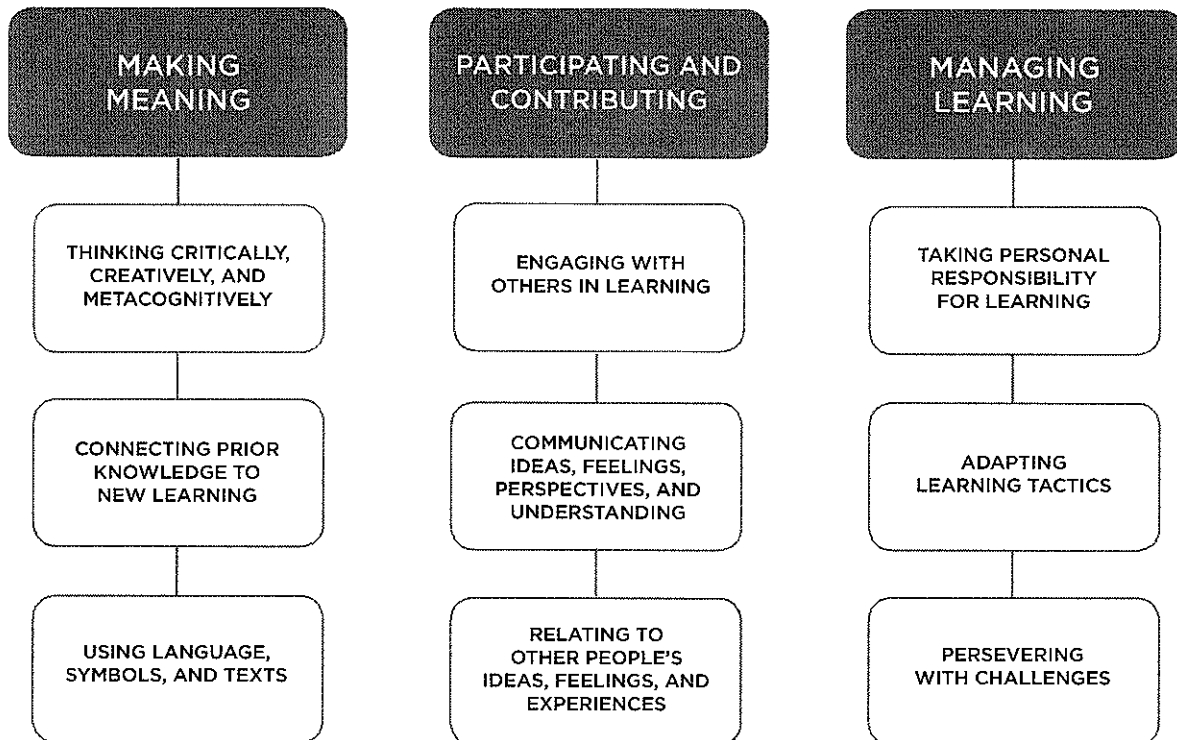 MAKING
MEANING
THINKING CRITICALLY,
CREATIVELY, AND
METACOGNITIVELY
CONNECTING PRIOR
KNOWLEDGE TO
NEW LEARNING
USING LANGUAGE,
SYMBOLS, AND TEXTS
PARTICIPATING AND
CONTRIBUTING
ENGAGING WITH
OTHERS IN LEARNING
COMMUNICATING
IDEAS, FEELINGS,
PERSPECTIVES, AND
UNDERSTANDING
RELATING TO
OTHER PEOPLE'S
IDEAS, FEELINGS, AND
EXPERIENCES
MANAGING
LEARNING
TAKING PERSONAL
RESPONSIBILITY
FOR LEARNING
ADAPTING
LEARNING TACTICS
PERSEVERING
WITH CHALLENGES